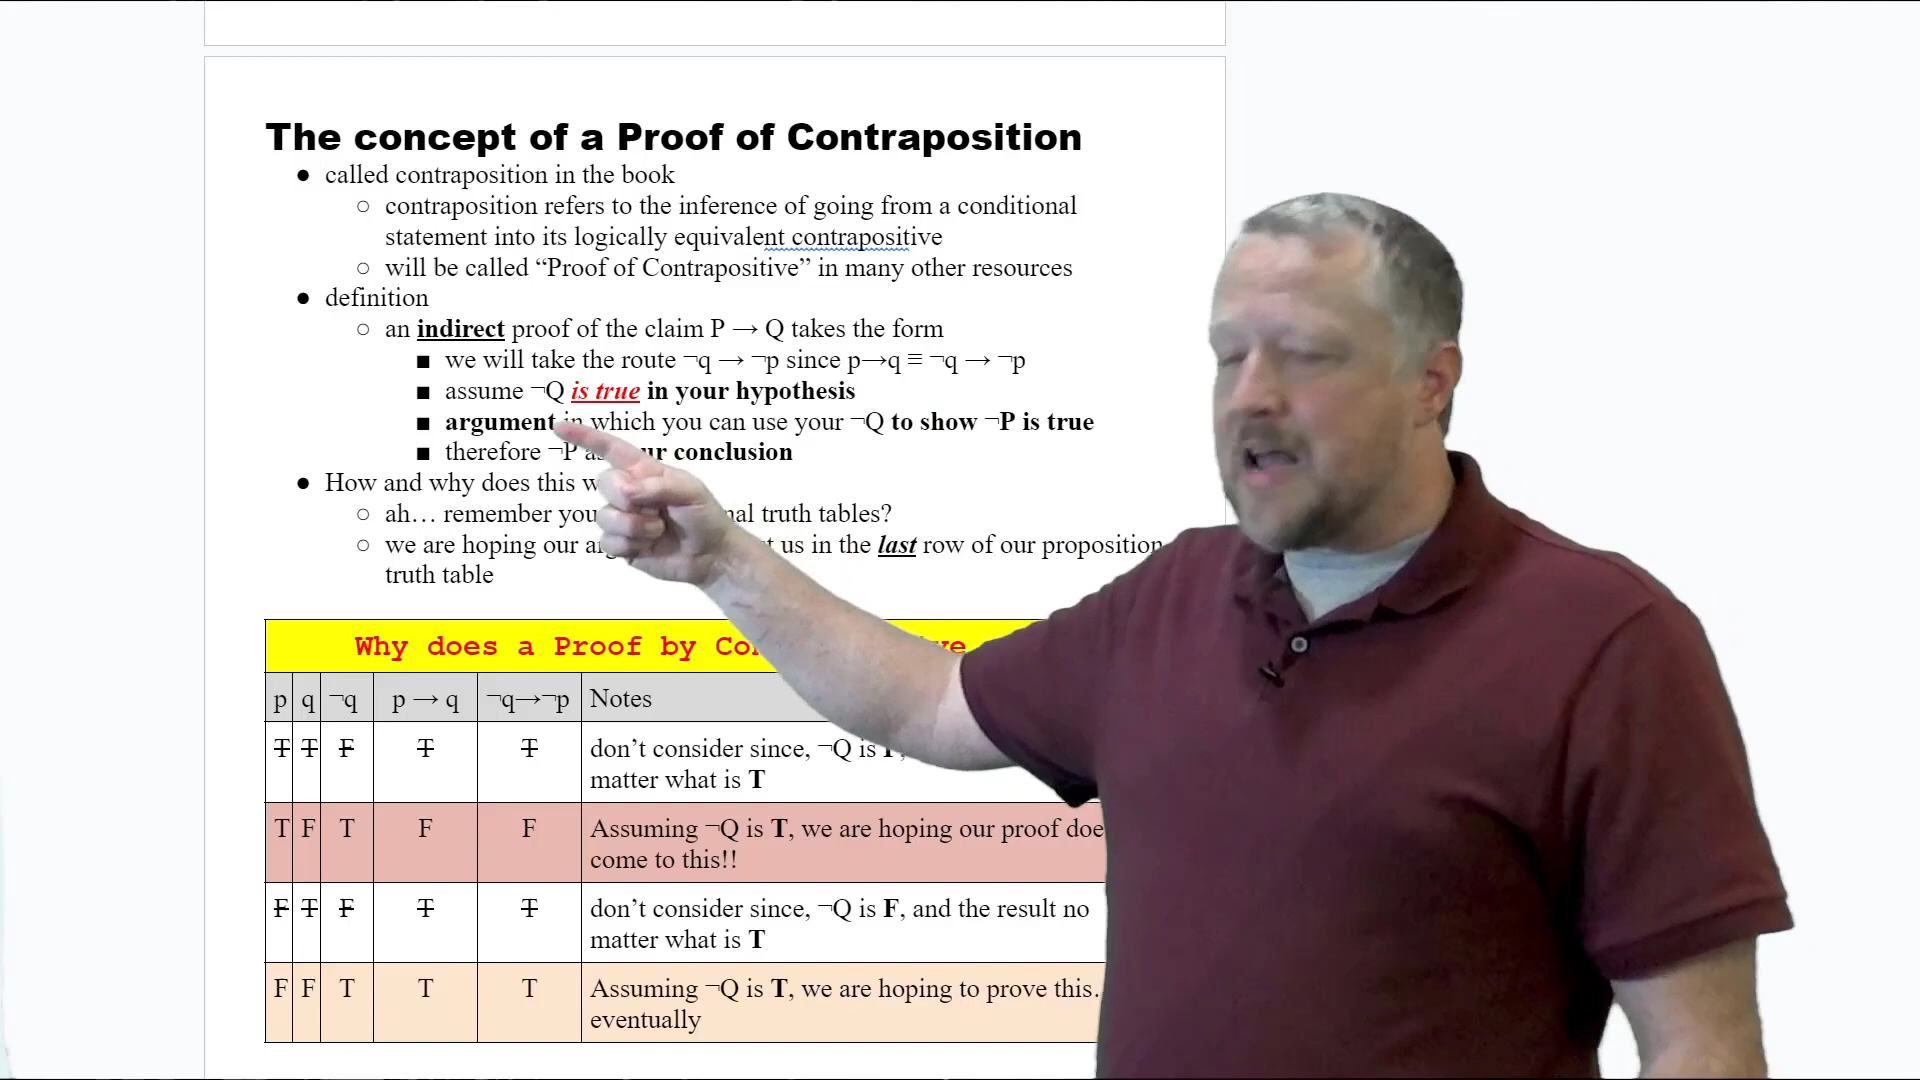 The concept of a Proof of Contraposition
● called contraposition in the book
○ contraposition refers to the inference of going from a conditional
statement into its logically equivalent contrapositive
○ will be called “Proof of Contrapositive” in many other resources
● definition
○ an indirect proof of the claim P → Q takes the form
■ we will take the route ¬q → ¬p since p→q ≡ ¬q → ¬p
■ assume ¬Q is true in your hypothesis
■ argument in which you can use your ¬Q to show ¬P is true
■ therefore ¬P conclusion
● How and why does this
○ ah… remember truth tables?
○ we are hoping our us in the last row of our proposition
truth table
Why does a Proof by
p q ¬q p → q ¬q→¬p Notes
T T F T T don’t consider since, ¬Q is
matter what is T
T F T F F Assuming ¬Q is T, we are hoping our proof
come to this!!
F T F T T don’t consider since, ¬Q is F, and the result no
matter what is T
F F T T T Assuming ¬Q is T, we are hoping to prove this.
eventually